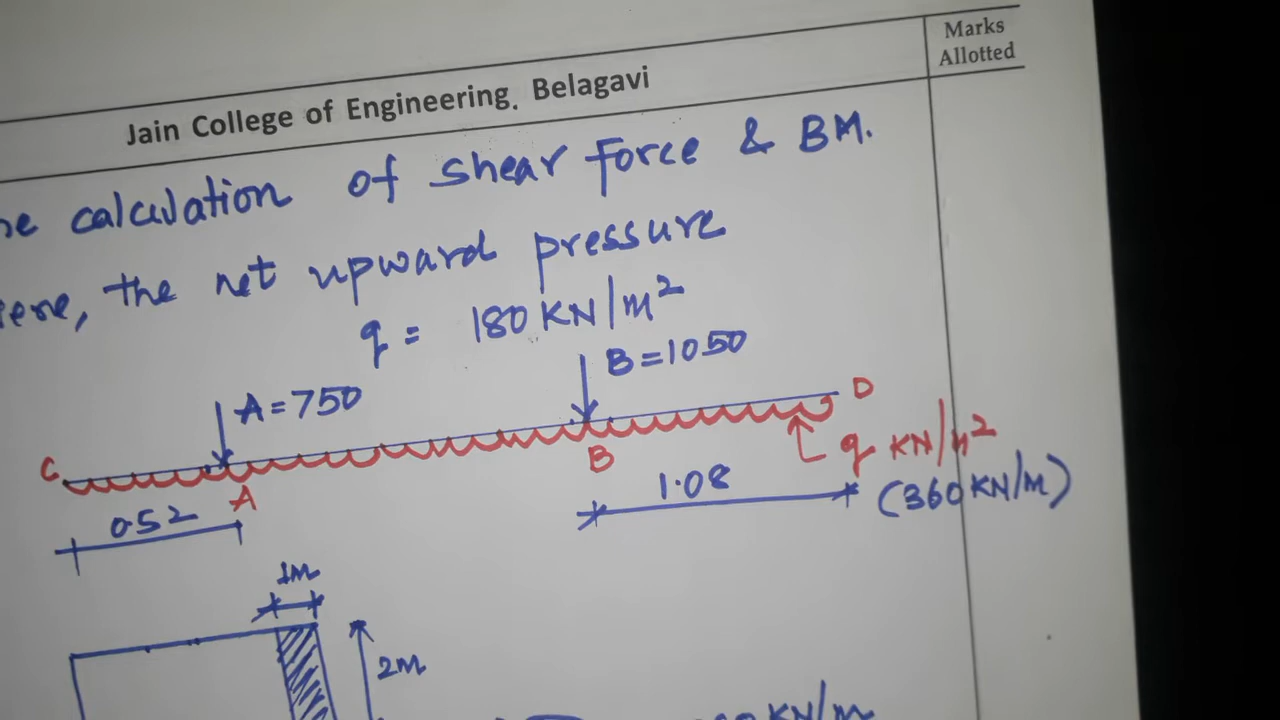 Marks
Allotted
Jain College of Engineering, Belagavi
calculation of shear force & BM.
the net upward pressure
q = 180 KN/m²
A=750
B=1050
C
D
A
B
q KN/m²
0.52
1.08
(360KN/m)
1M
2M
KN/m